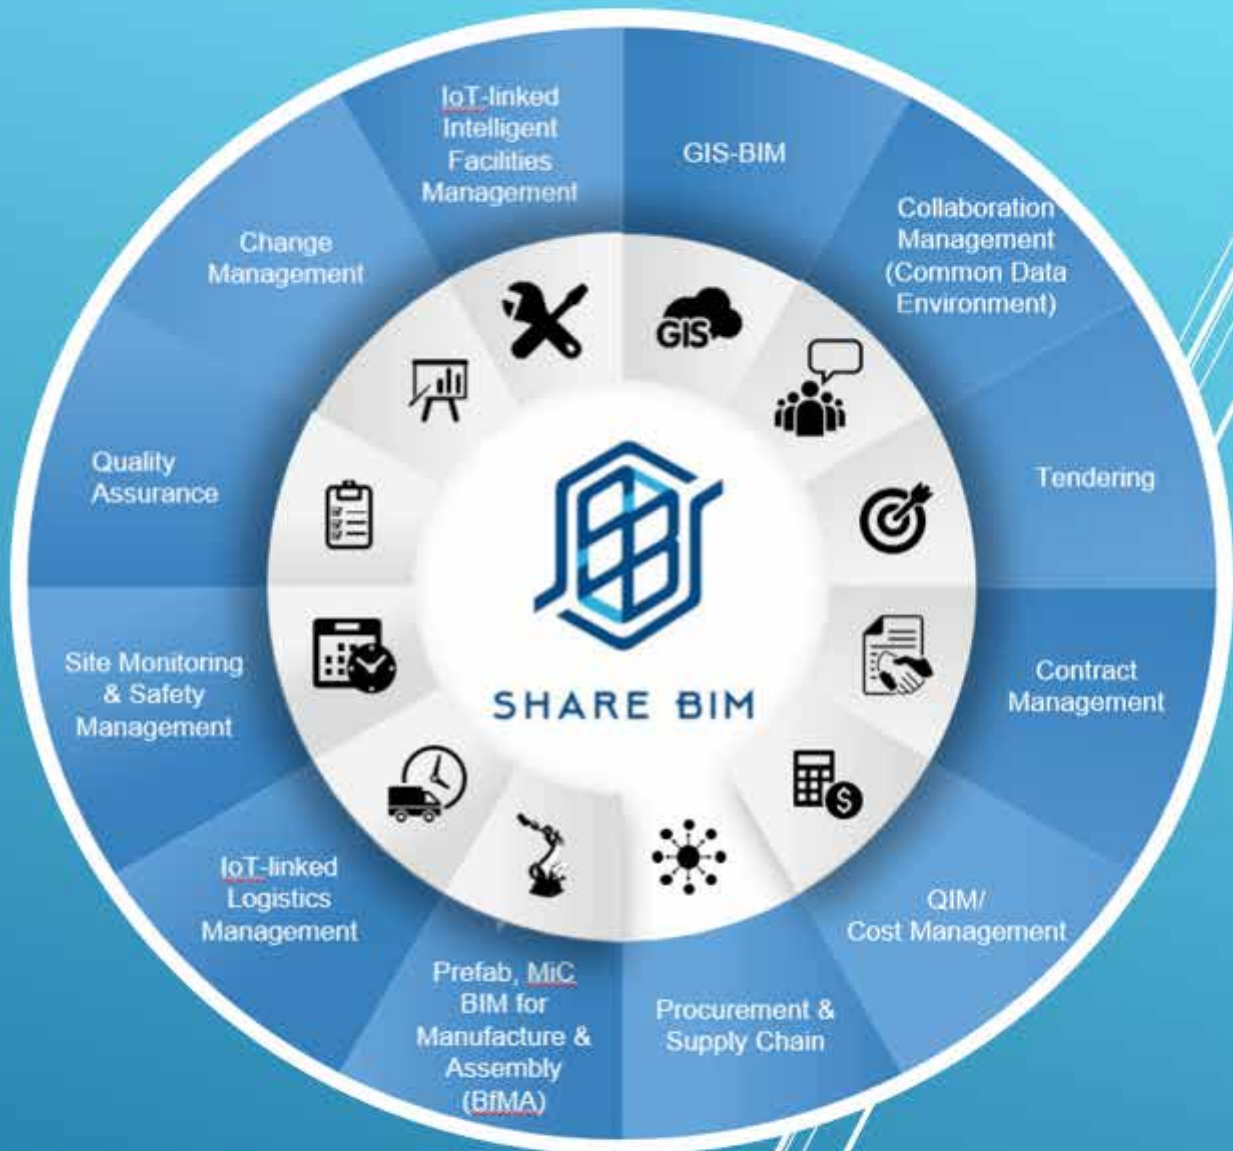 IoT-linked
Intelligent
Facilities
Management
GIS-BIM
Collaboration
Management
(Common Data
Environment)
Tendering
Contract
Management
QIM/
Cost Management
Procurement &
Supply Chain
Prefab, MiC
BIM for
Manufacture &
Assembly
(BfMA)
IoT-linked
Logistics
Management
Site Monitoring
& Safety
Management
Quality
Assurance
Change
Management
GIS
$
SHARE BIM